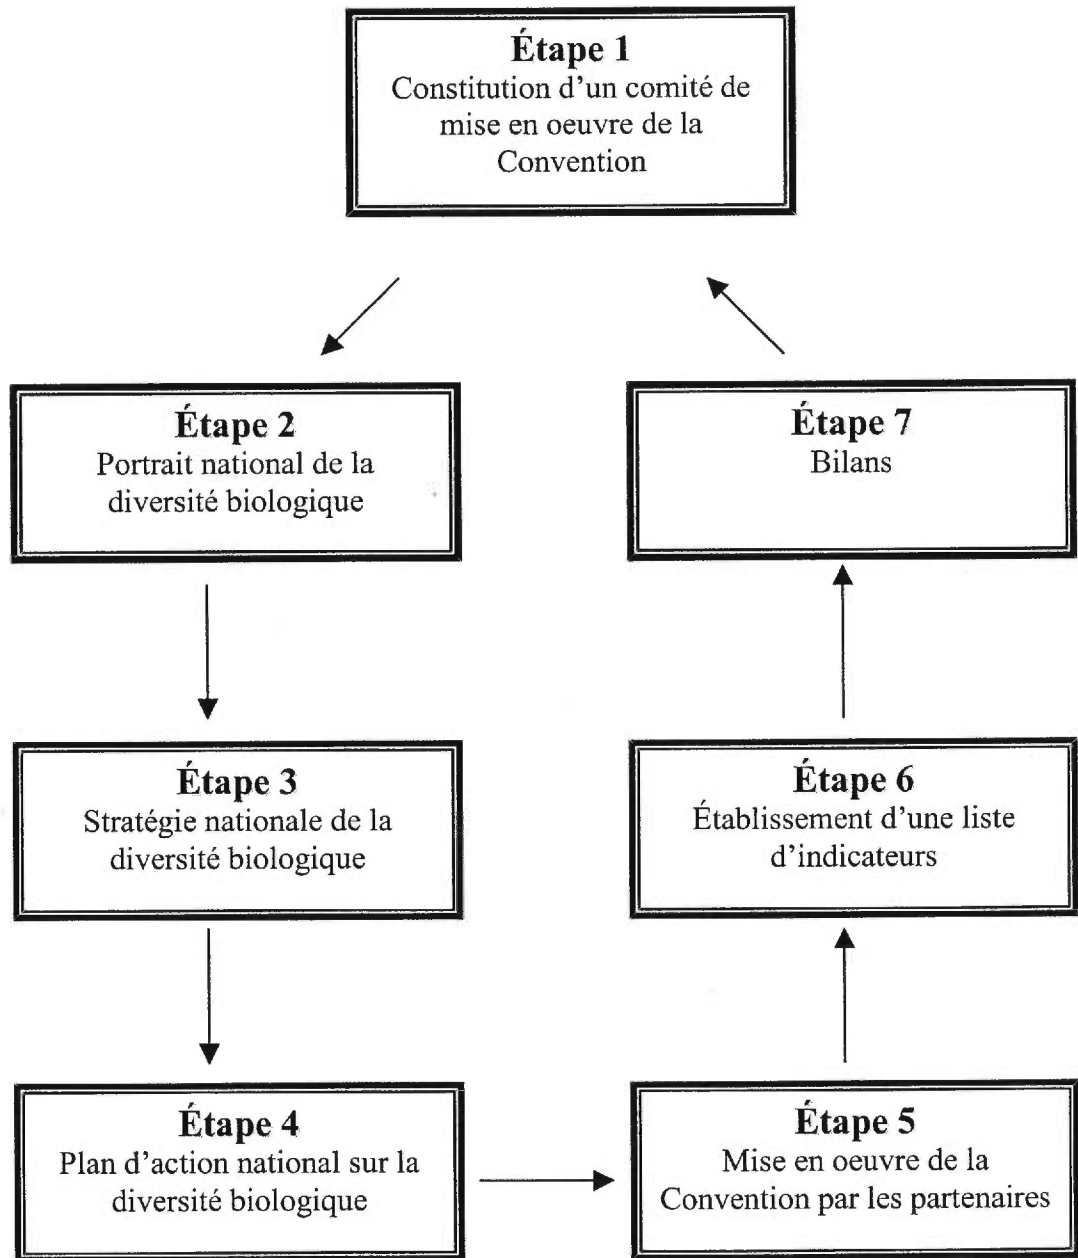 Étape 1
Constitution d'un comité de
mise en oeuvre de la
Convention
Étape 2
Portrait national de la
diversité biologique
Étape 7
Bilans
Étape 3
Stratégie nationale de la
diversité biologique
Étape 6
Établissement d'une liste
d'indicateurs
Étape 4
Plan d'action national sur la
diversité biologique
Étape 5
Mise en oeuvre de la
Convention par les partenaires